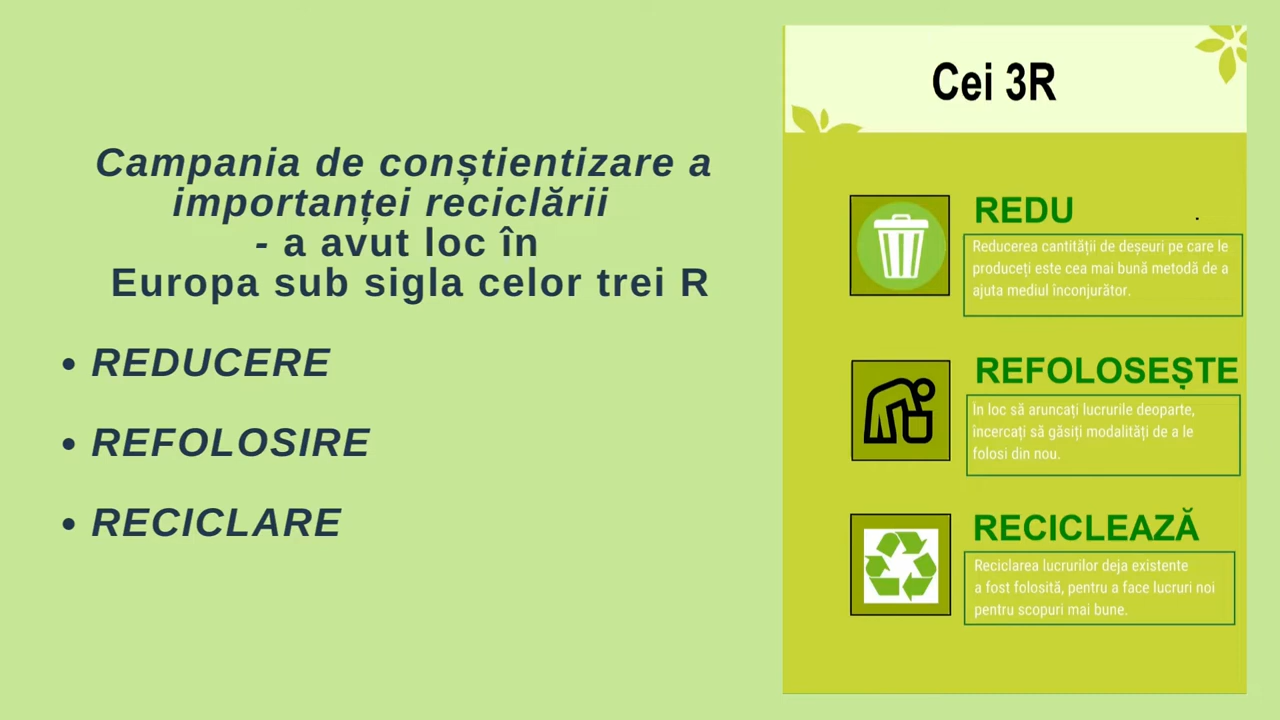 Campania de conștientizare a
importanței reciclării
- a avut loc în
Europa sub sigla celor trei R
• REDUCERE
• REFOLOSIRE
• RECICLARE
Cei 3R
REDU
Reducerea cantității de deșeuri pe care le
produceți este cea mai bună metodă de a
ajuta mediul înconjurător.
REFOLOSEȘTE
În loc să aruncați lucrurile deoparte,
încercați să găsiți modalități de a le
folosi din nou.
RECICLEAZĂ
Reciclarea lucrurilor deja existente
a fost folosită, pentru a face lucruri noi
pentru scopuri mai bune.